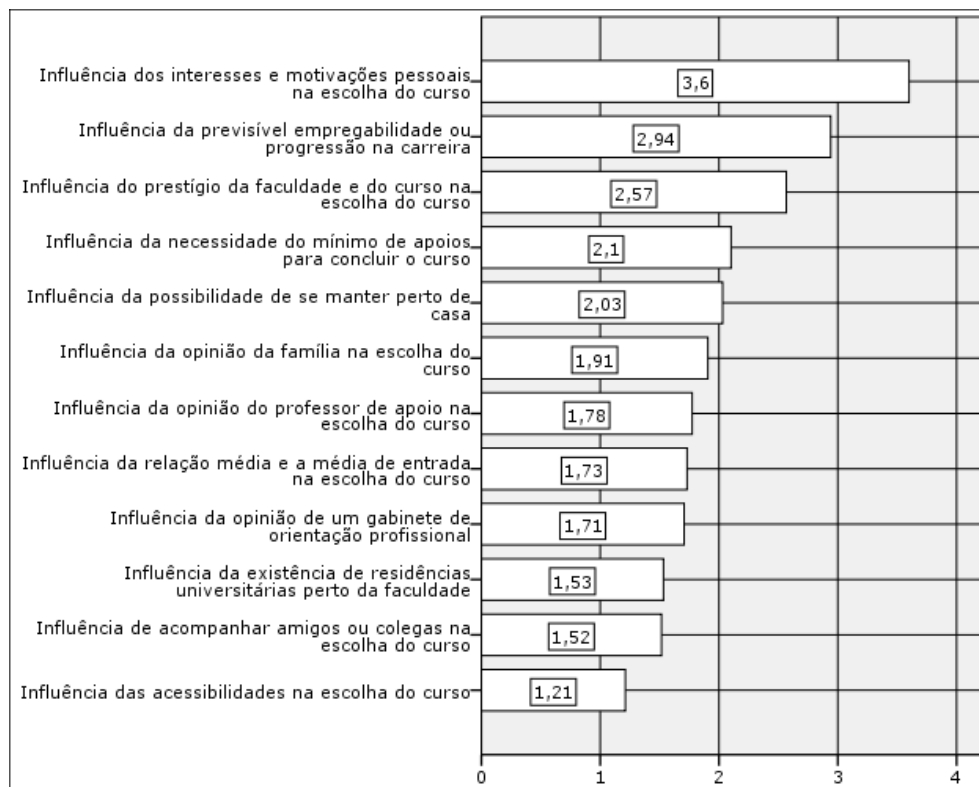 Influência dos interesses e motivações pessoais
na escolha do curso
3,6
Influência da previsível empregabilidade ou
progressão na carreira
2,94
Influência do prestígio da faculdade e do curso na
escolha do curso
2,57
Influência da necessidade do mínimo de apoios
para concluir o curso
2,1
Influência da possibilidade de se manter perto de
casa
2,03
Influência da opinião da família na escolha do
curso
1,91
Influência da opinião do professor de apoio na
escolha do curso
1,78
Influência da relação média e a média de entrada
na escolha do curso
1,73
Influência da opinião de um gabinete de
orientação profissional
1,71
Influência da existência de residências
universitárias perto da faculdade
1,53
Influência de acompanhar amigos ou colegas na
escolha do curso
1,52
Influência das acessibilidades na escolha do curso
1,21
0 1 2 3 4